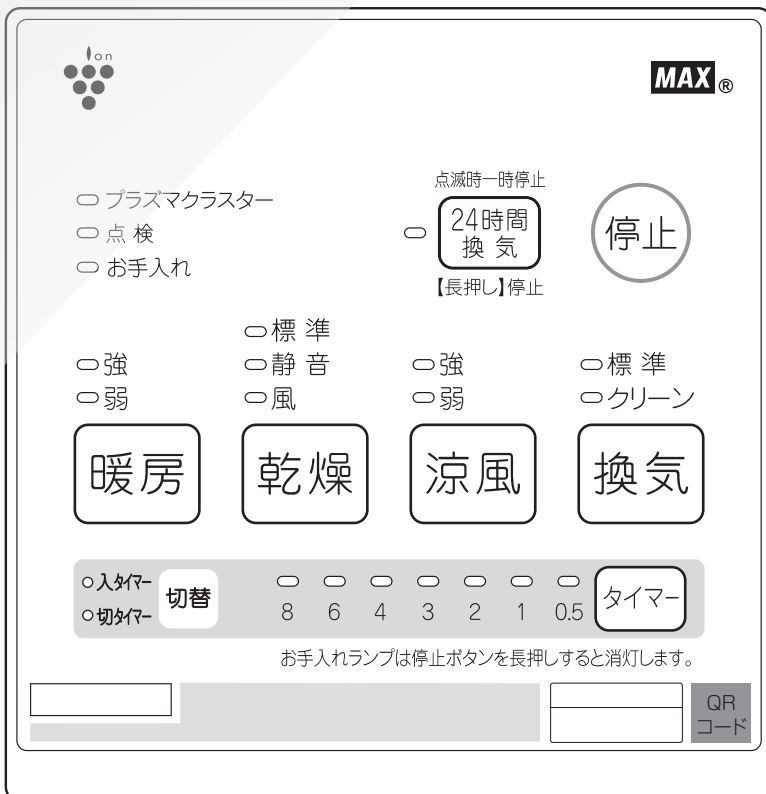 Ion
MAX®
プラズマクラスター
点検
お手入れ
点滅時一時停止
24時間
換気
【長押し】停止
停止
強
弱
暖房
標準
静音
風
乾燥
強
弱
涼風
標準
クリーン
換気
入タイマー
切タイマー
切替
8 6 4 3 2 1 0.5
タイマー
お手入れランプは停止ボタンを長押しすると消灯します。
QR
コード